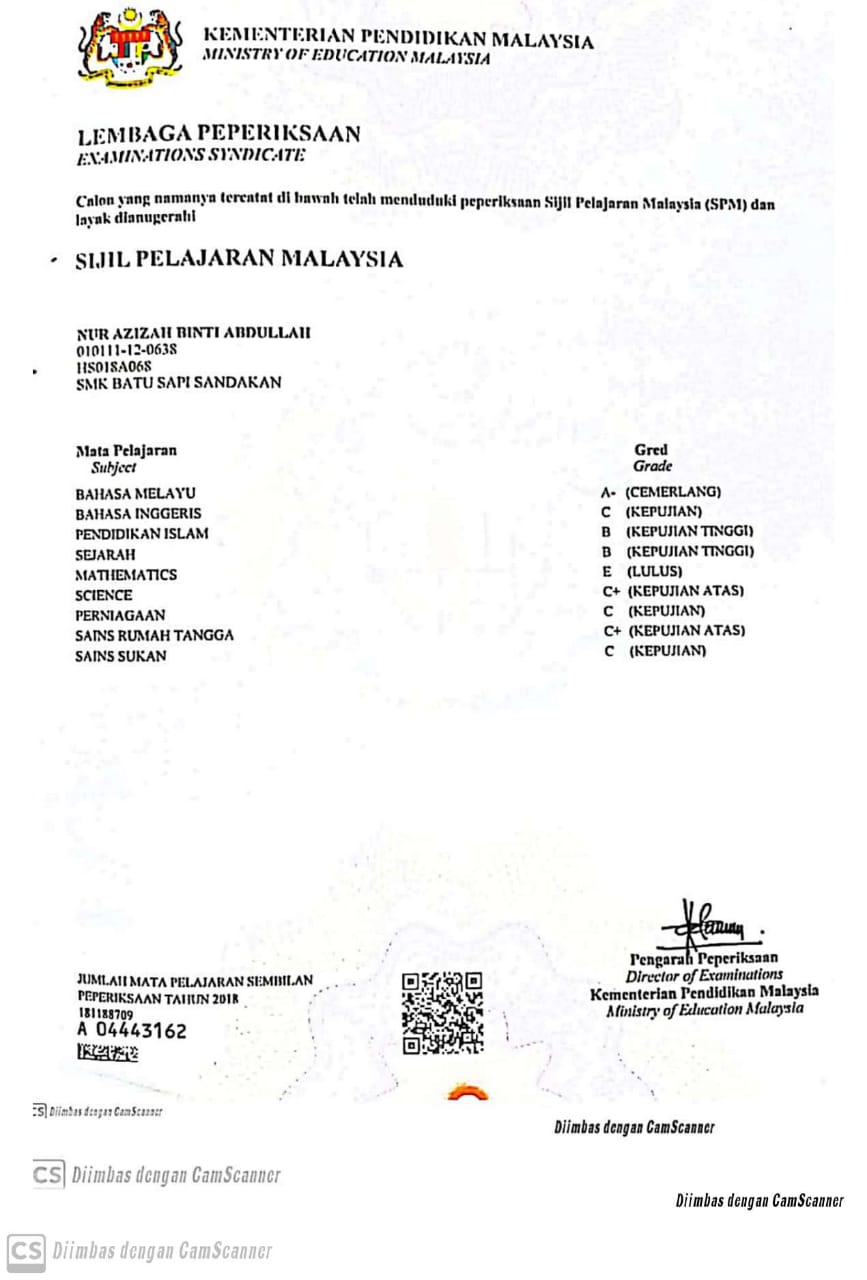 KEMENTERIAN PENDIDIKAN MALAYSIA
MINISTRY OF EDUCATION MALAYSIA
LEMBAGA PEPERIKSAAN
EXAMINATIONS SYNDICATE
Calon yang namanya tercatat di bawah telah menduduki peperiksaan Sijil Pelajaran Malaysia (SPM) dan
layak dianugerahi
SIJIL PELAJARAN MALAYSIA
NUR AZIZAH BINTI ABDULLAH
010111-12-0638
HS018A068
SMK BATU SAPI SANDAKAN
Mata Pelajaran Gred
Subject Grade
BAHASA MELAYU A- (CEMERLANG)
BAHASA INGGERIS C (KEPUJIAN)
PENDIDIKAN ISLAM B (KEPUJIAN TINGGI)
SEJARAH B (KEPUJIAN TINGGI)
MATHEMATICS E (LULUS)
SCIENCE C+ (KEPUJIAN ATAS)
PERNIAGAAN C (KEPUJIAN)
SAINS RUMAH TANGGA C+ (KEPUJIAN ATAS)
SAINS SUKAN C (KEPUJIAN)
Pengarah Peperiksaan
Director of Examinations
Kementerian Pendidikan Malaysia
Ministry of Education Malaysia
JUMLAH MATA PELAJARAN SEMBILAN
PEPERIKSAAN TAHUN 2018
181188709
A 04443162
CS Diimbas dengan CamScanner
Diimbas dengan CamScanner
CS Diimbas dengan CamScanner
Diimbas dengan CamScanner
CS Diimbas dengan CamScanner